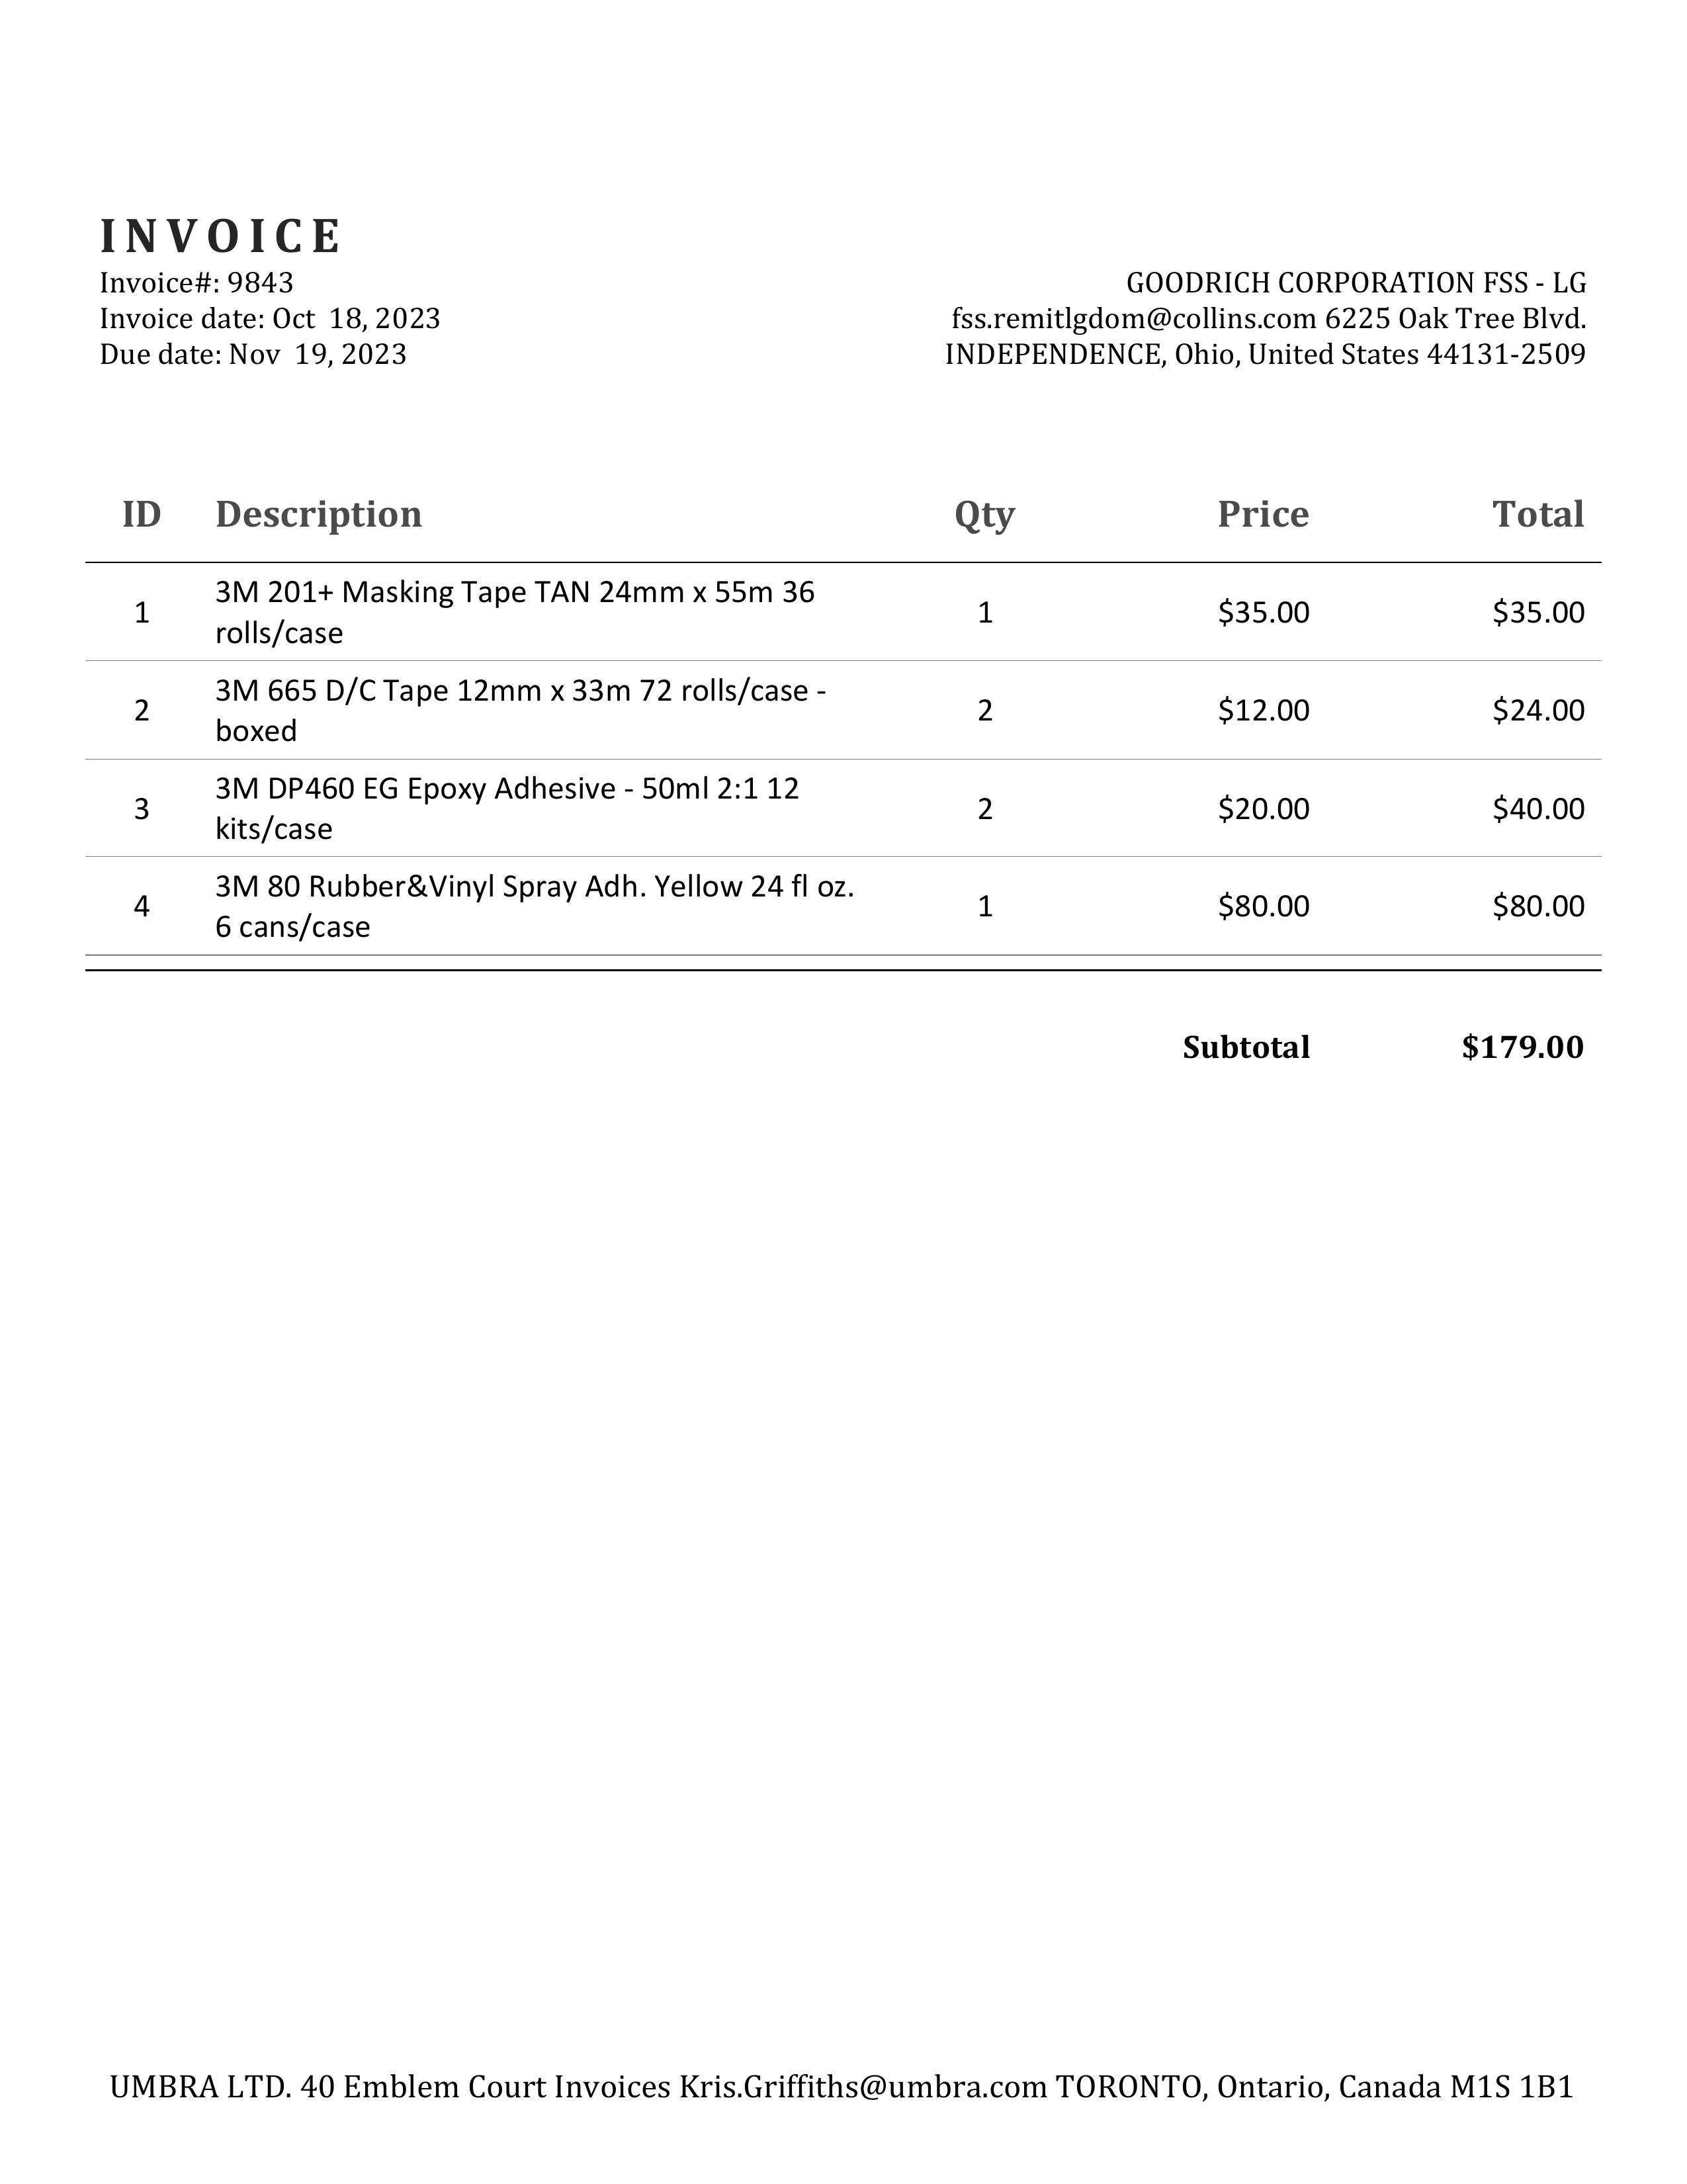 INVOICE
Invoice#: 9843
Invoice date: Oct  18, 2023
Due date: Nov  19, 2023
GOODRICH CORPORATION FSS - LG
fss.remitlgdom@collins.com 6225 Oak Tree Blvd.
INDEPENDENCE, Ohio, United States 44131-2509
ID Description Qty Price Total
1 3M 201+ Masking Tape TAN 24mm x 55m 36
rolls/case 1 $35.00 $35.00
2 3M 665 D/C Tape 12mm x 33m 72 rolls/case -
boxed 2 $12.00 $24.00
3 3M DP460 EG Epoxy Adhesive - 50ml 2:1 12
kits/case 2 $20.00 $40.00
4 3M 80 Rubber&Vinyl Spray Adh. Yellow 24 fl oz.
6 cans/case 1 $80.00 $80.00
Subtotal $179.00
UMBRA LTD. 40 Emblem Court Invoices Kris.Griffiths@umbra.com TORONTO, Ontario, Canada M1S 1B1